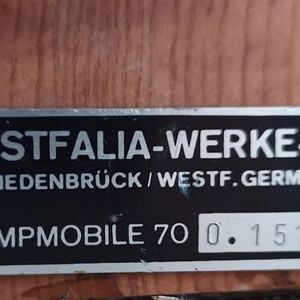 STFALIA-WERKE-
IEDENBRÜCK/WESTF. GERM
MPMOBILE 70 0.151